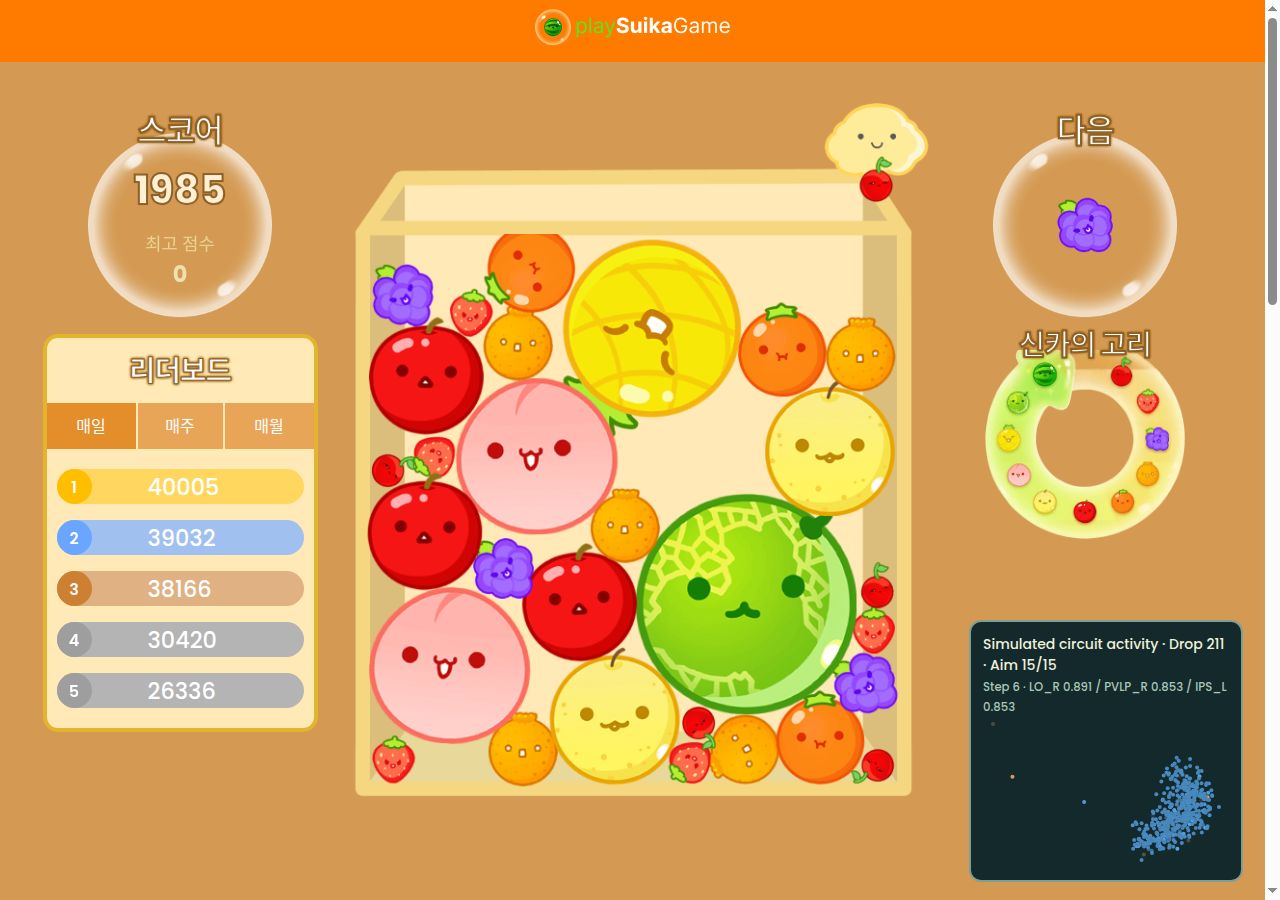 playSuikaGame
스코어
1985
최고 점수
0
다음
리더보드
매일 매주 매월
1 40005
2 39032
3 38166
4 30420
5 26336
신카의 고리
Simulated circuit activity · Drop 211
· Aim 15/15
Step 6 · LO_R 0.891 / PVLP_R 0.853 / IPS_L
0.853